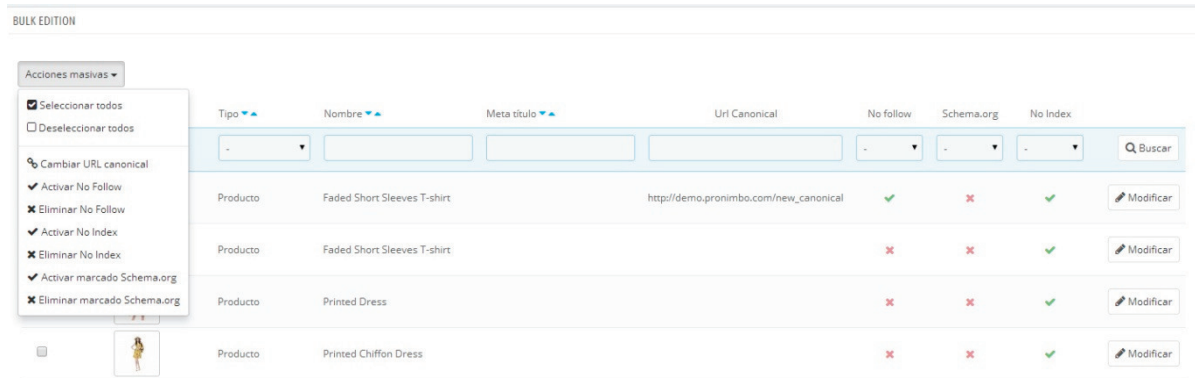 BULK EDITION
Acciones masivas
Seleccionar todos
Deseleccionar todos
Cambiar URL canonical
Activar No Follow
Eliminar No Follow
Activar No Index
Eliminar No Index
Activar marcado Schema.org
Eliminar marcado Schema.org
Tipo Nombre Meta título Url Canonical No follow Schema.org No Index
- - - - Buscar
Producto Faded Short Sleeves T-shirt http://demo.pronimbo.com/new_canonical Modificar
Producto Faded Short Sleeves T-shirt Modificar
Producto Printed Dress Modificar
Producto Printed Chiffon Dress Modificar